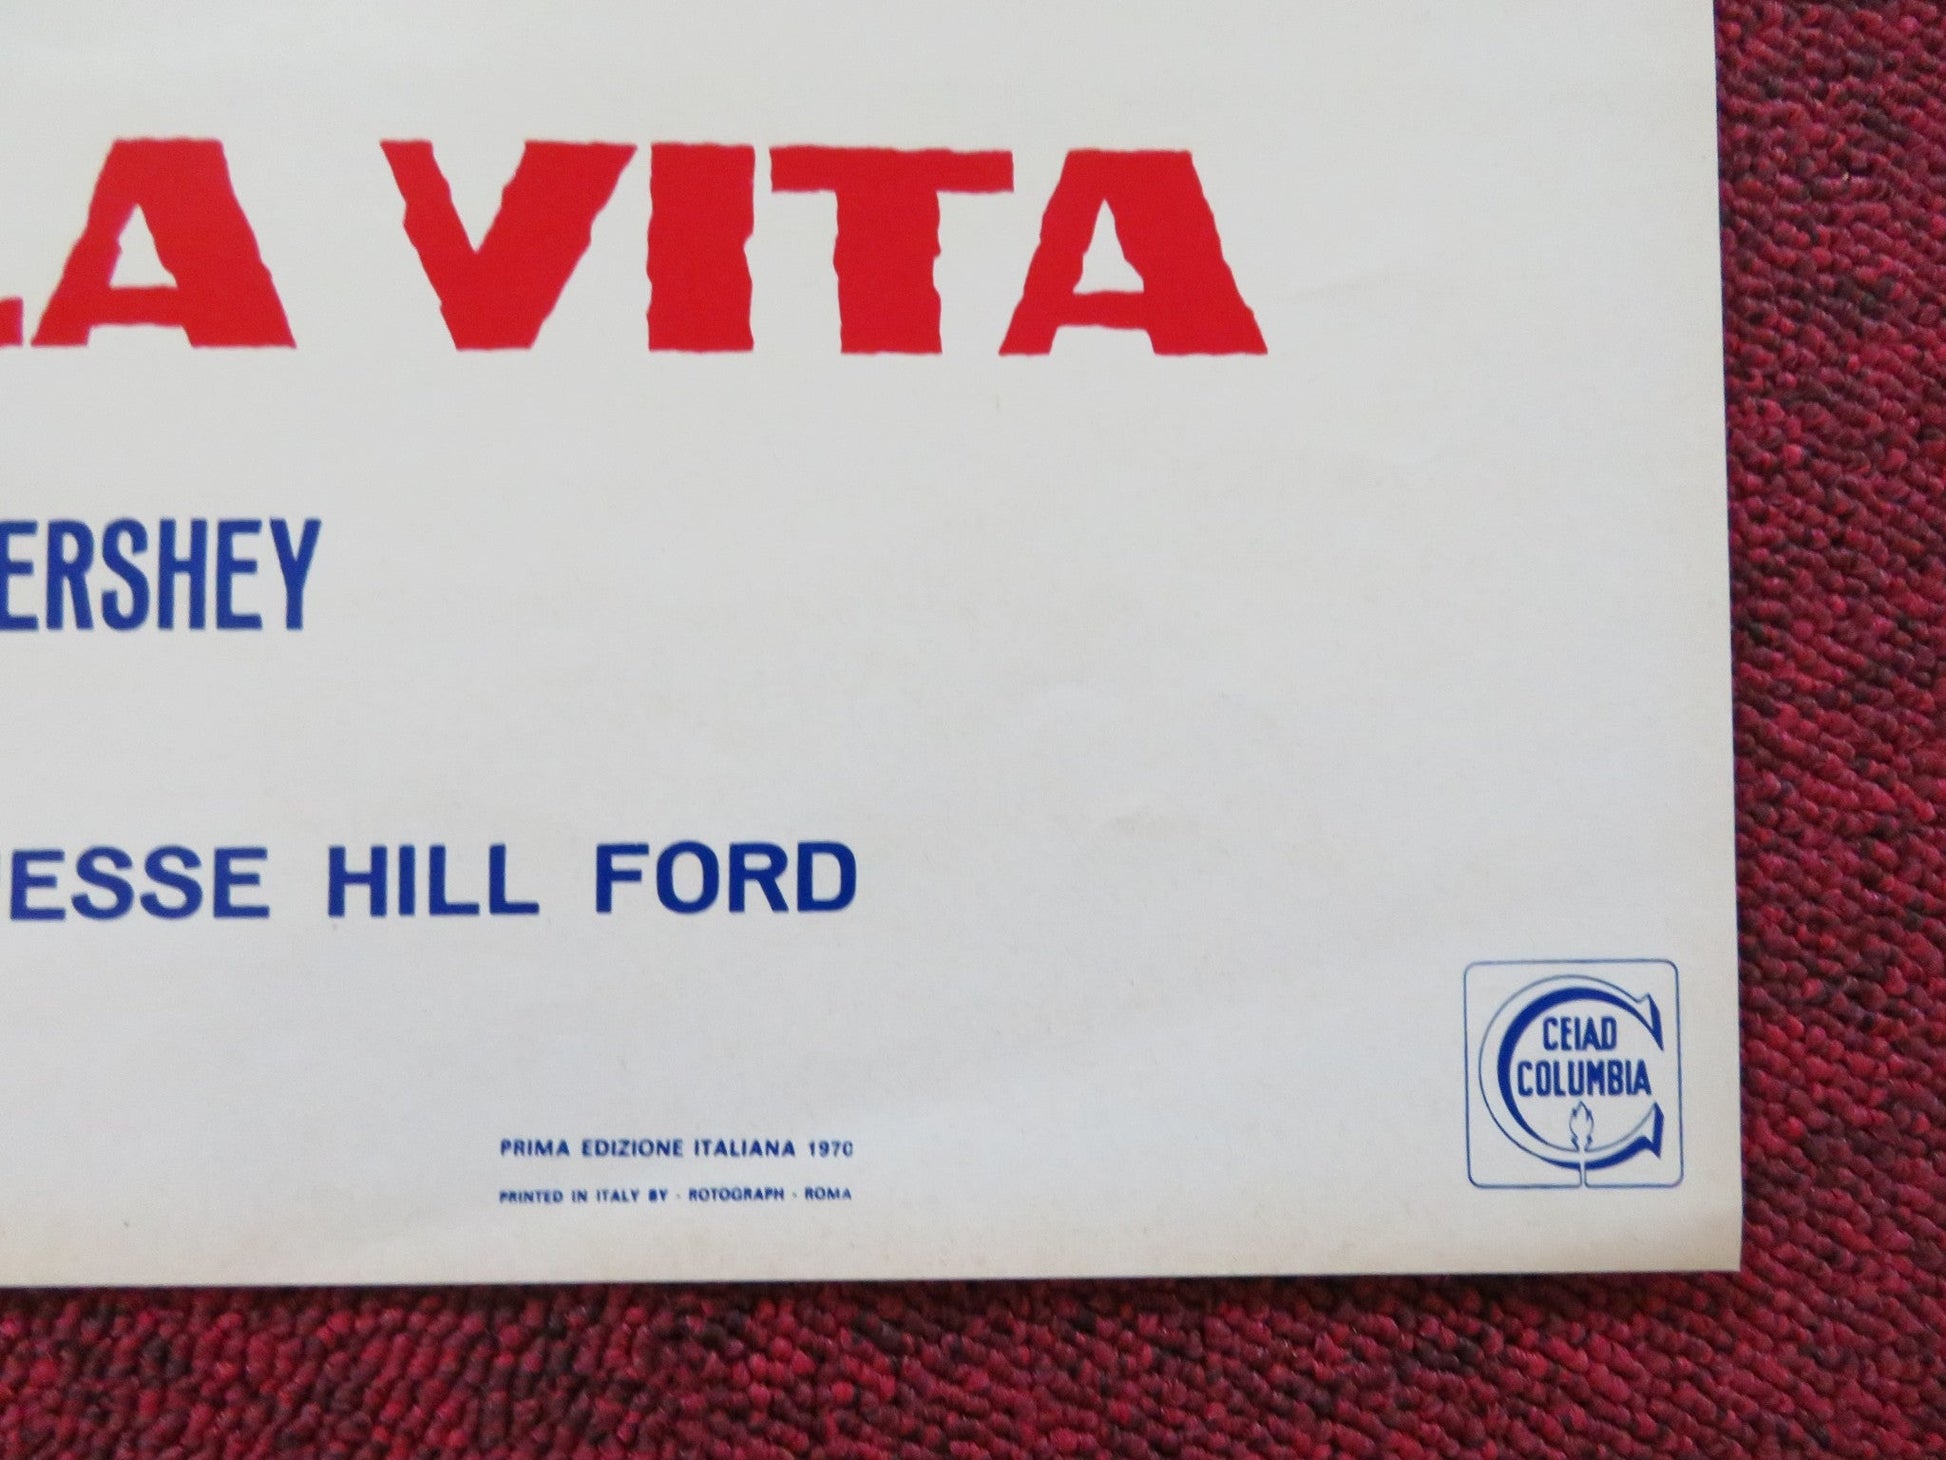 LA VITA
ERSHEY
ESSE HILL FORD
CEIAD
COLUMBIA
PRIMA EDIZIONE ITALIANA 1970
PRINTED IN ITALY BY - ROTOGRAPH - ROMA